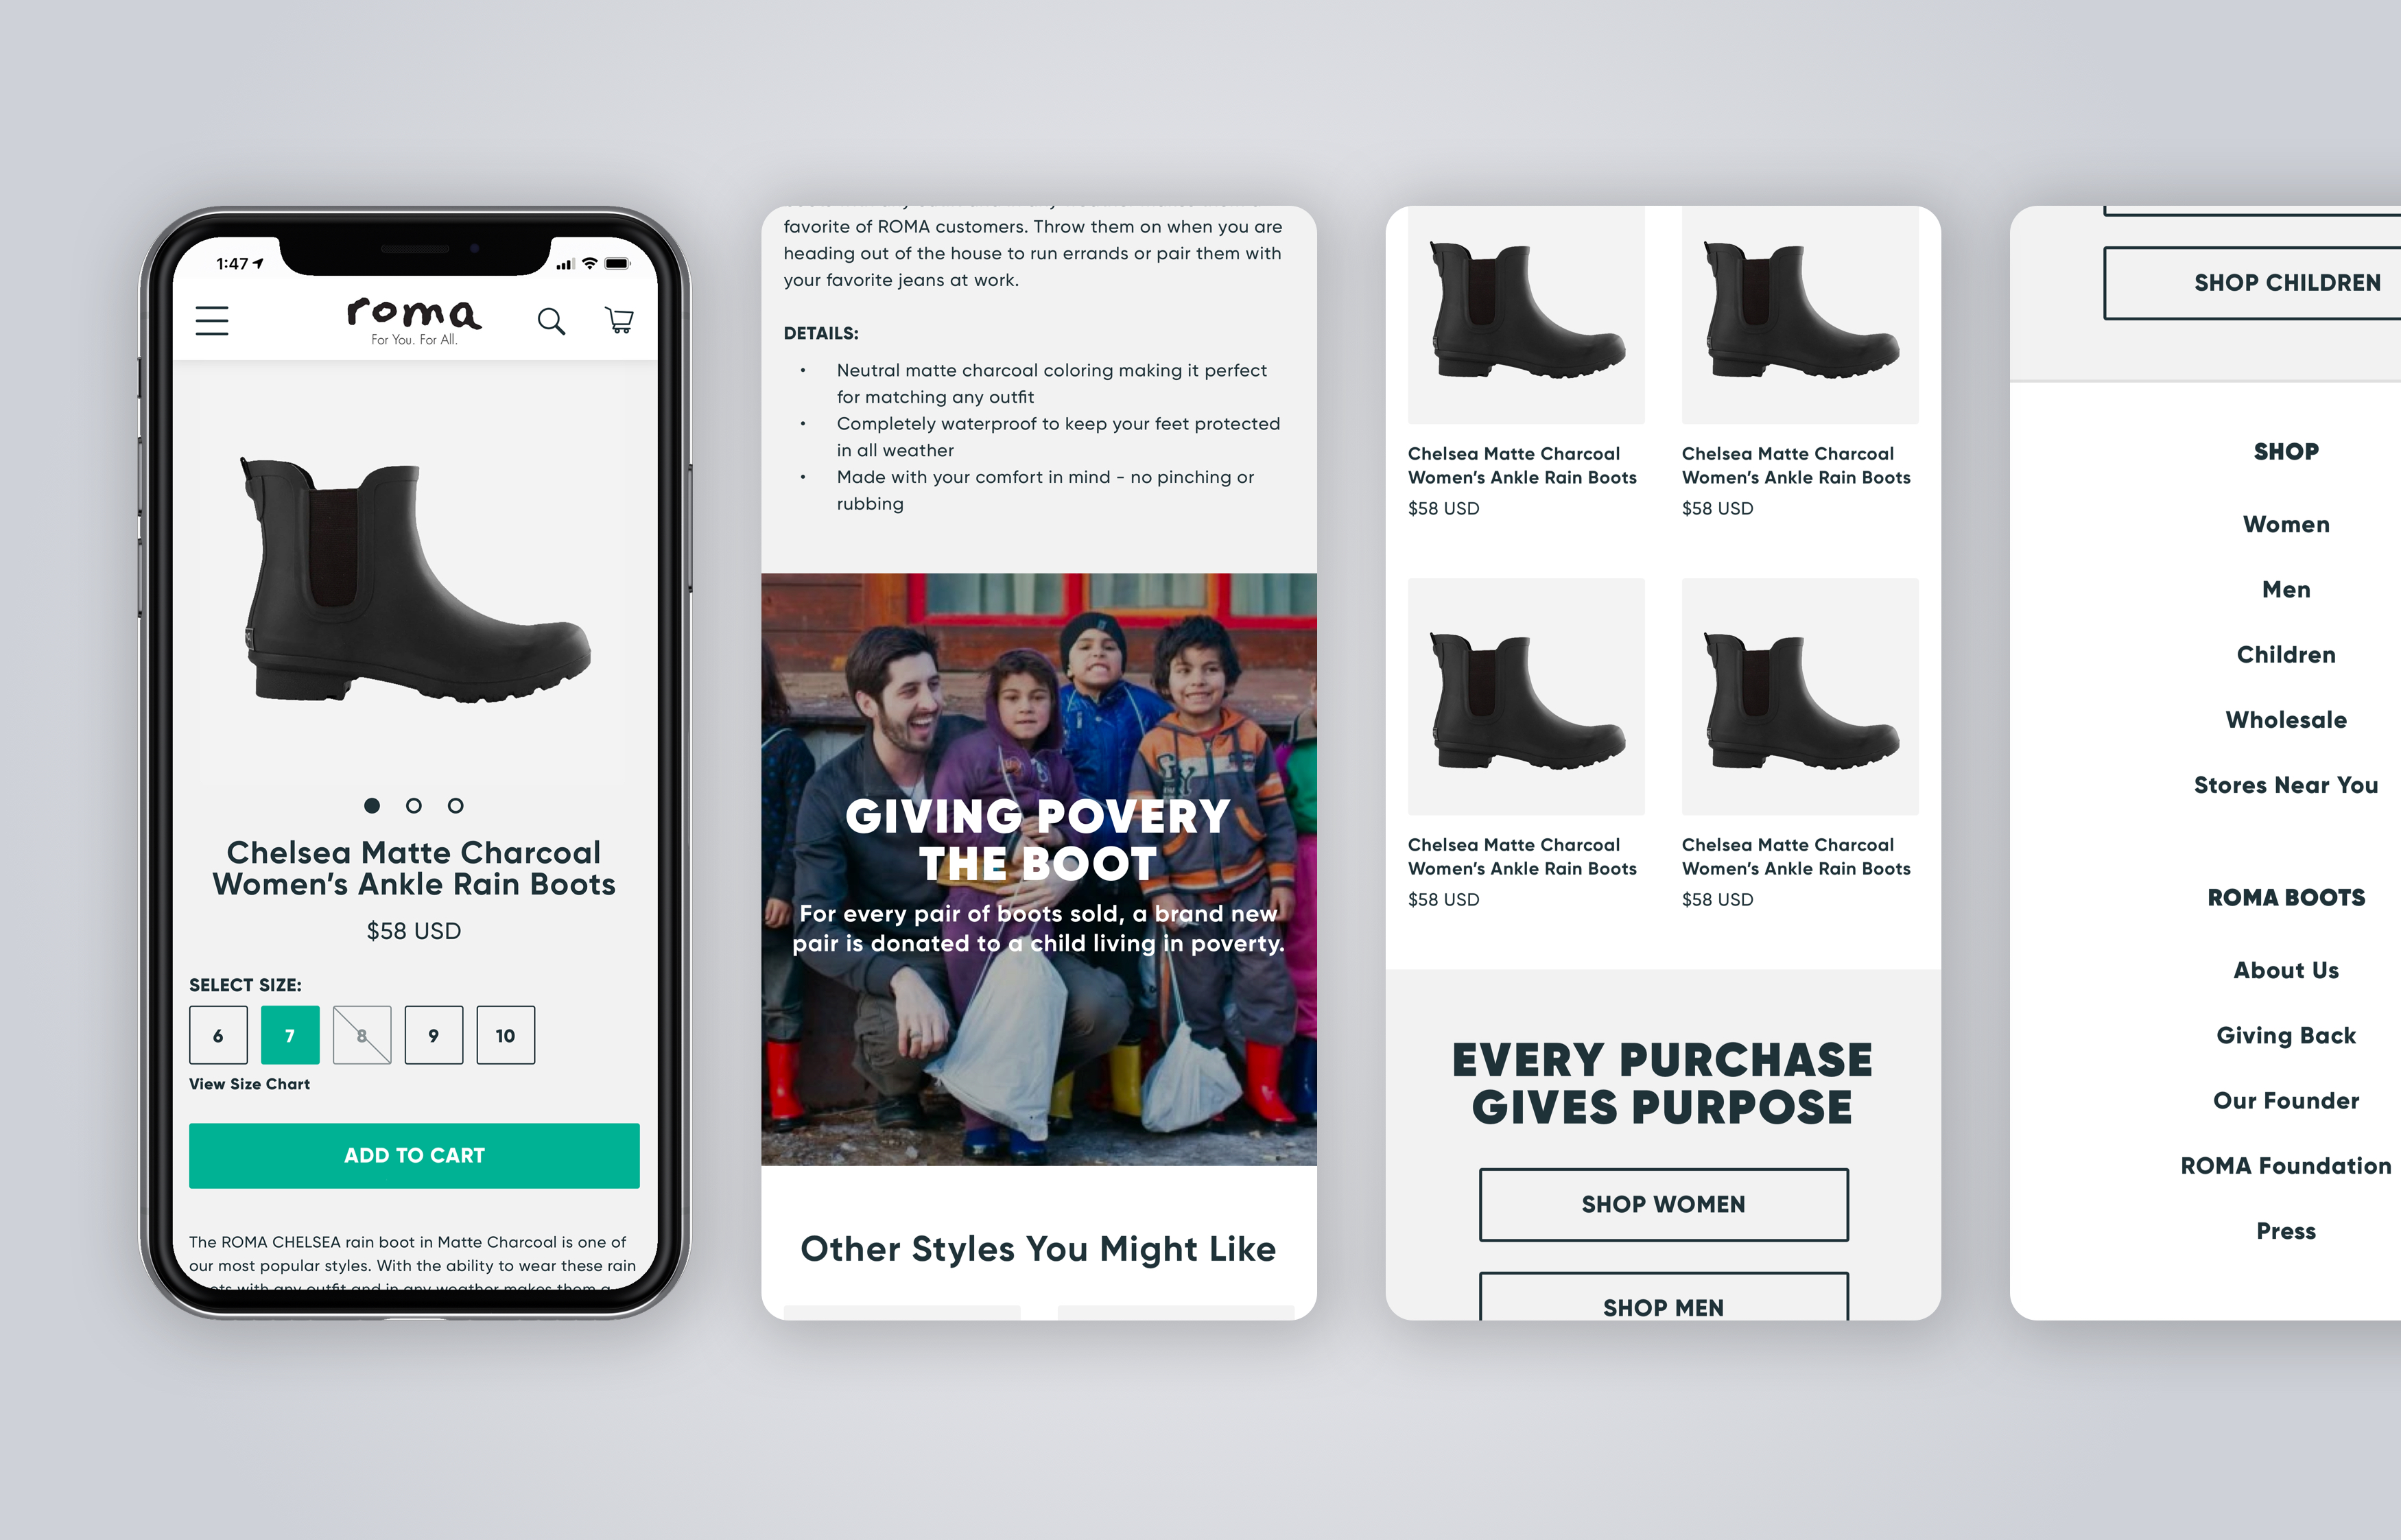 1:47
roma
For You. For All.
Chelsea Matte Charcoal
Women's Ankle Rain Boots
$58 USD
SELECT SIZE:
6 7 8 9 10
View Size Chart
ADD TO CART
The ROMA CHELSEA rain boot in Matte Charcoal is one of
our most popular styles. With the ability to wear these rain
with any outfit and in any weather makes them a
favorite of ROMA customers. Throw them on when you are
heading out of the house to run errands or pair them with
your favorite jeans at work.
DETAILS:
• Neutral matte charcoal coloring making it perfect
for matching any outfit
• Completely waterproof to keep your feet protected
in all weather
• Made with your comfort in mind - no pinching or
rubbing
GIVING POVERY
THE BOOT
For every pair of boots sold, a brand new
pair is donated to a child living in poverty.
Other Styles You Might Like
Chelsea Matte Charcoal
Women's Ankle Rain Boots
$58 USD
Chelsea Matte Charcoal
Women's Ankle Rain Boots
$58 USD
Chelsea Matte Charcoal
Women's Ankle Rain Boots
$58 USD
Chelsea Matte Charcoal
Women's Ankle Rain Boots
$58 USD
EVERY PURCHASE
GIVES PURPOSE
SHOP WOMEN
SHOP MEN
SHOP CHILDREN
SHOP
Women
Men
Children
Wholesale
Stores Near You
ROMA BOOTS
About Us
Giving Back
Our Founder
ROMA Foundation
Press